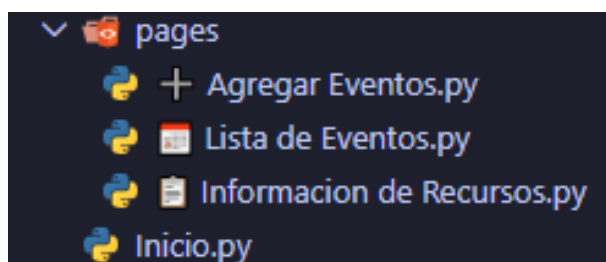 pages
➕ Agregar Eventos.py
📅 Lista de Eventos.py
📋 Informacion de Recursos.py
Inicio.py